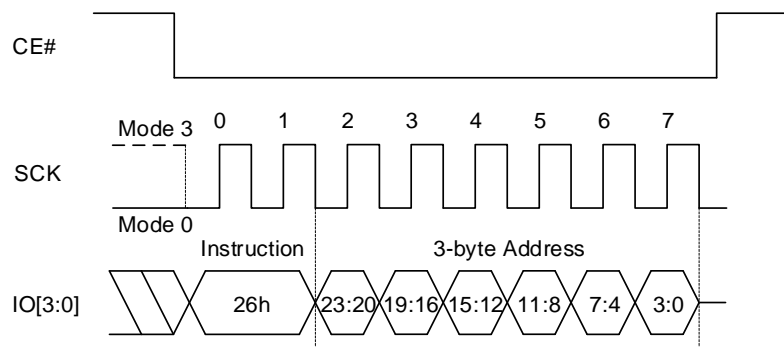 CE#
Mode 3 0 1 2 3 4 5 6 7
SCK
Mode 0
Instruction 3-byte Address
IO[3:0] 26h 23:20 19:16 15:12 11:8 7:4 3:0